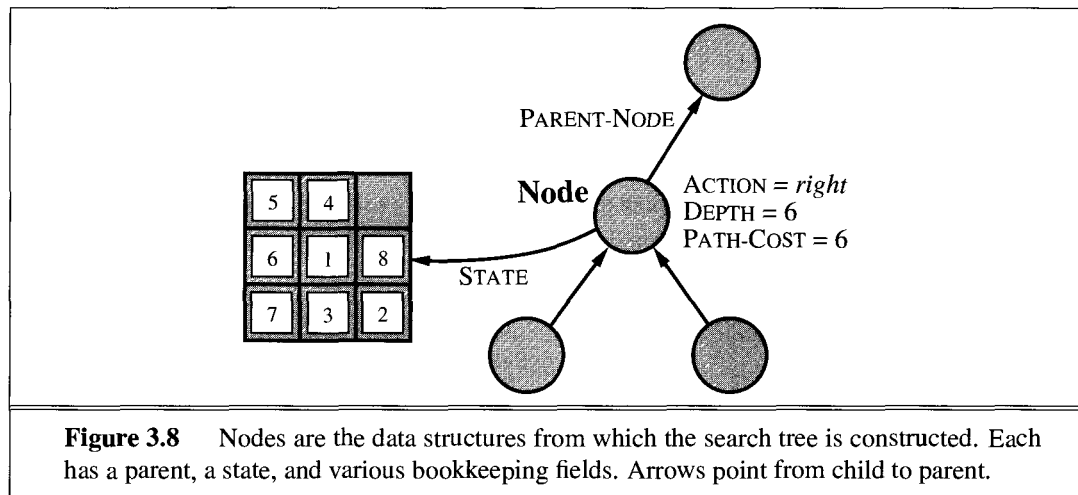 PARENT-NODE
Node
ACTION = right
DEPTH = 6
PATH-COST = 6
5 4
6 1 8
7 3 2
STATE
Figure 3.8 Nodes are the data structures from which the search tree is constructed. Each
has a parent, a state, and various bookkeeping fields. Arrows point from child to parent.